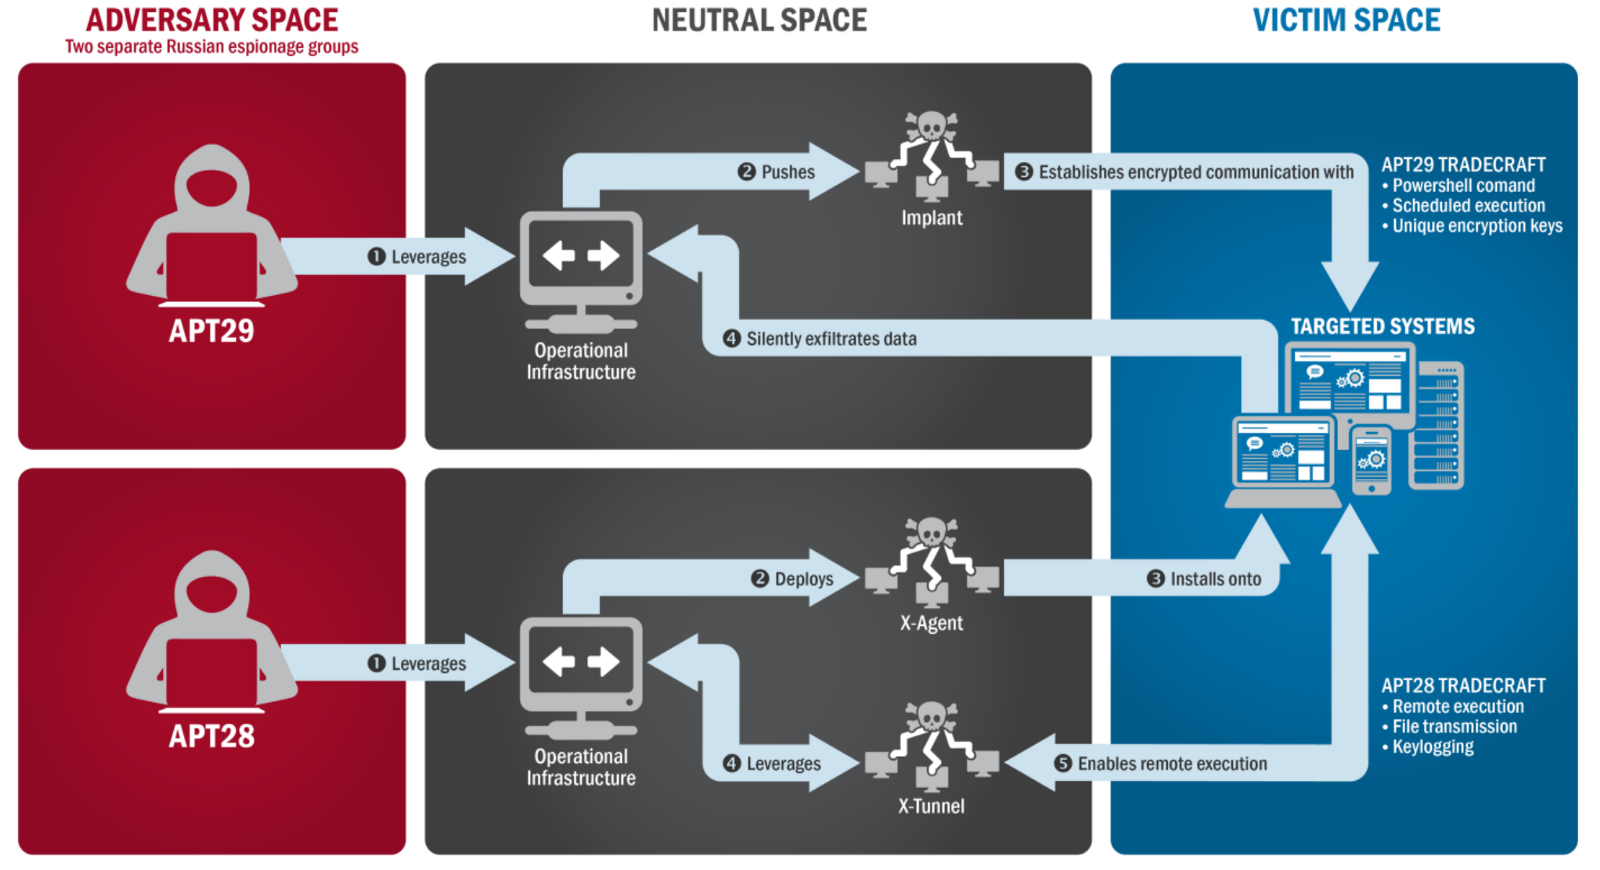 ADVERSARY SPACE
Two separate Russian espionage groups
NEUTRAL SPACE
VICTIM SPACE
APT29
1 Leverages
Operational
Infrastructure
2 Pushes
Implant
3 Establishes encrypted communication with
4 Silently exfiltrates data
APT29 TRADECRAFT
• Powershell comand
• Scheduled execution
• Unique encryption keys
TARGETED SYSTEMS
APT28
1 Leverages
Operational
Infrastructure
2 Deploys
X-Agent
3 Installs onto
4 Leverages
X-Tunnel
5 Enables remote execution
APT28 TRADECRAFT
• Remote execution
• File transmission
• Keylogging